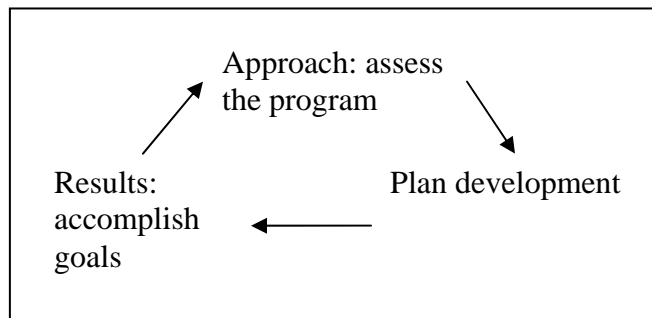 Approach: assess
the program
Plan development
Results:
accomplish
goals